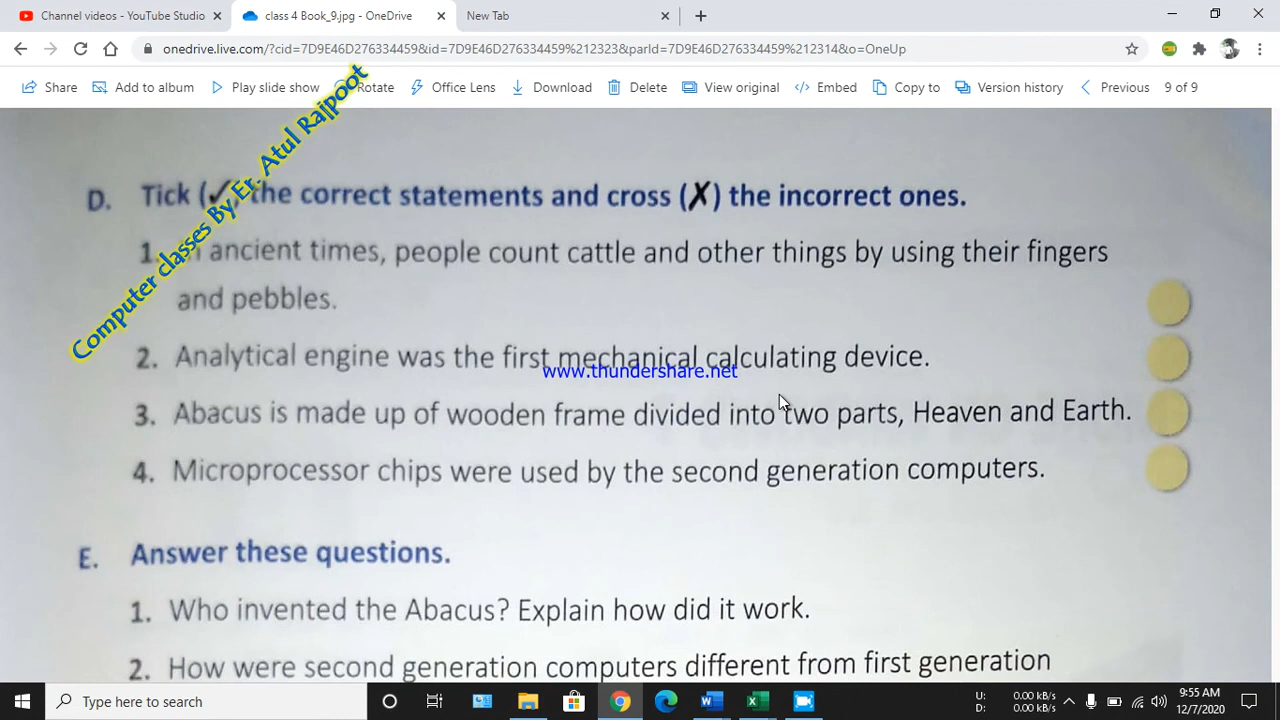 Channel videos - YouTube Studio
class 4 Book_9.jpg - OneDrive
New Tab
onedrive.live.com/?cid=7D9E46D276334459&id=7D9E46D276334459%212323&parId=7D9E46D276334459%212314&o=OneUp
Share Add to album Play slide show Rotate Office Lens Download Delete View original Embed Copy to Version history Previous 9 of 9
Computer classes By Er. Atul Rajpoot
D. Tick (✓) the correct statements and cross (✗) the incorrect ones.
1. ancient times, people count cattle and other things by using their fingers
and pebbles.
2. Analytical engine was the first mechanical calculating device.
www.thundershare.net
3. Abacus is made up of wooden frame divided into two parts, Heaven and Earth.
4. Microprocessor chips were used by the second generation computers.
E. Answer these questions.
1. Who invented the Abacus? Explain how did it work.
2. How were second generation computers different from first generation
Type here to search
U: 0.00 kB/s
D: 0.00 kB/s
9:55 AM
12/7/2020